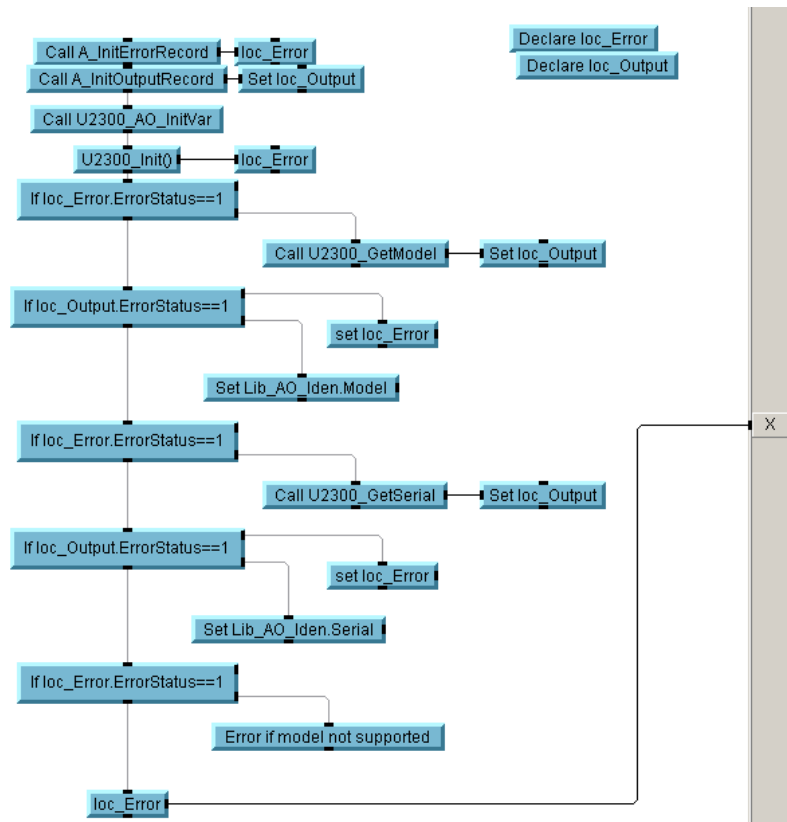 Call A_InitErrorRecord
loc_Error
Declare loc_Error
Call A_InitOutputRecord
Set loc_Output
Declare loc_Output
Call U2300_AO_InitVar
U2300_Init()
loc_Error
If loc_Error.ErrorStatus==1
Call U2300_GetModel
Set loc_Output
If loc_Output.ErrorStatus==1
set loc_Error
Set Lib_AO_Iden.Model
X
If loc_Error.ErrorStatus==1
Call U2300_GetSerial
Set loc_Output
If loc_Output.ErrorStatus==1
set loc_Error
Set Lib_AO_Iden.Serial
If loc_Error.ErrorStatus==1
Error if model not supported
loc_Error